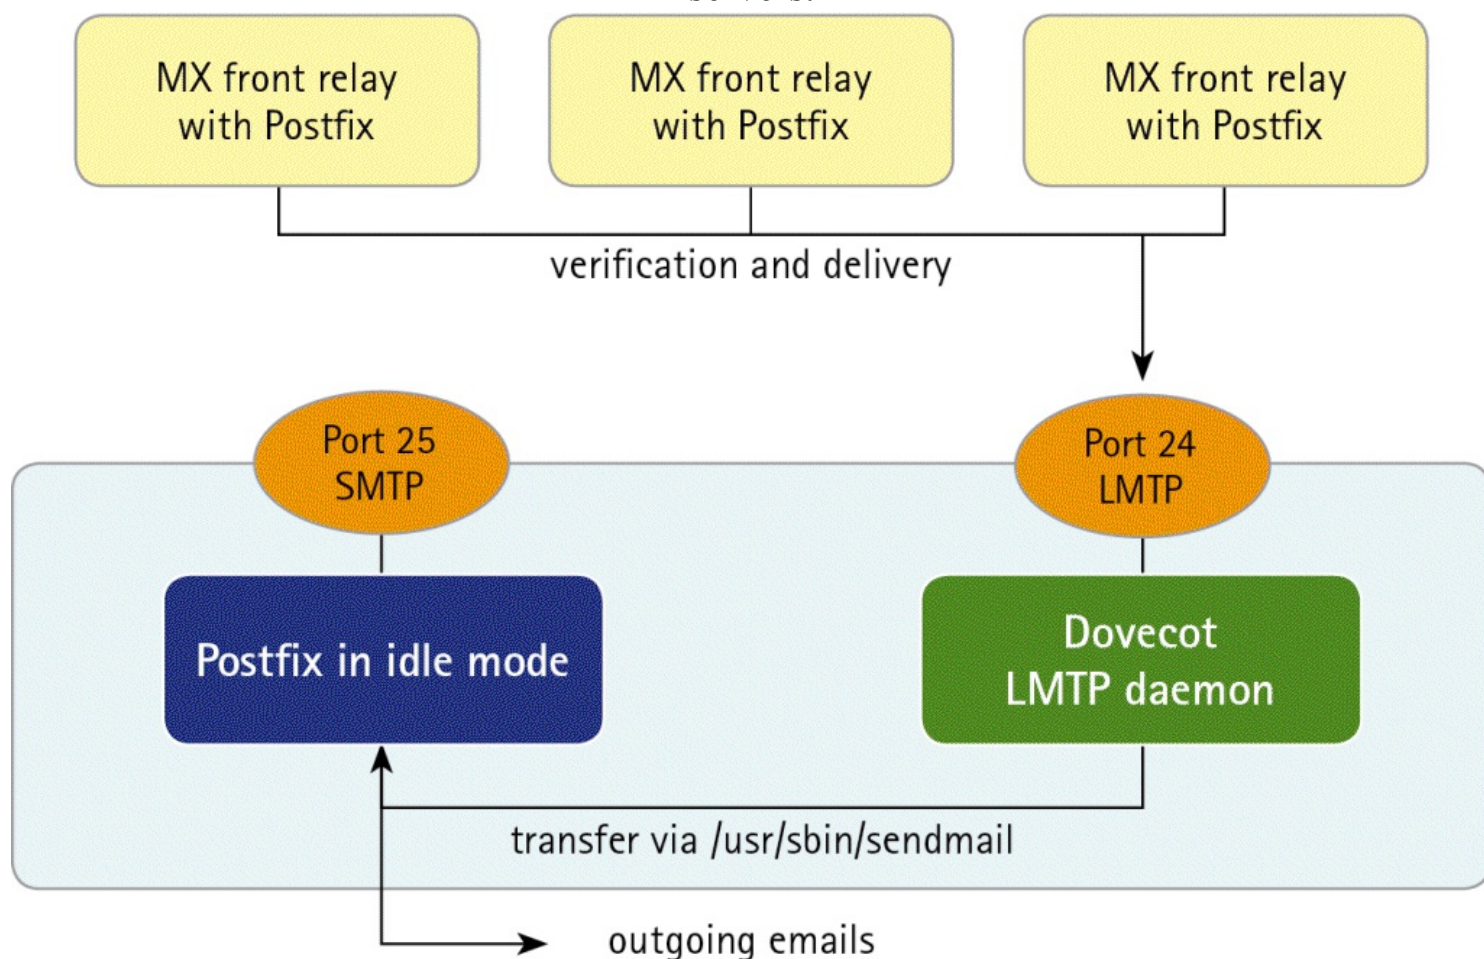 MX front relay
with Postfix
MX front relay
with Postfix
MX front relay
with Postfix
verification and delivery
Port 25
SMTP
Port 24
LMTP
Postfix in idle mode
Dovecot
LMTP daemon
transfer via /usr/sbin/sendmail
outgoing emails